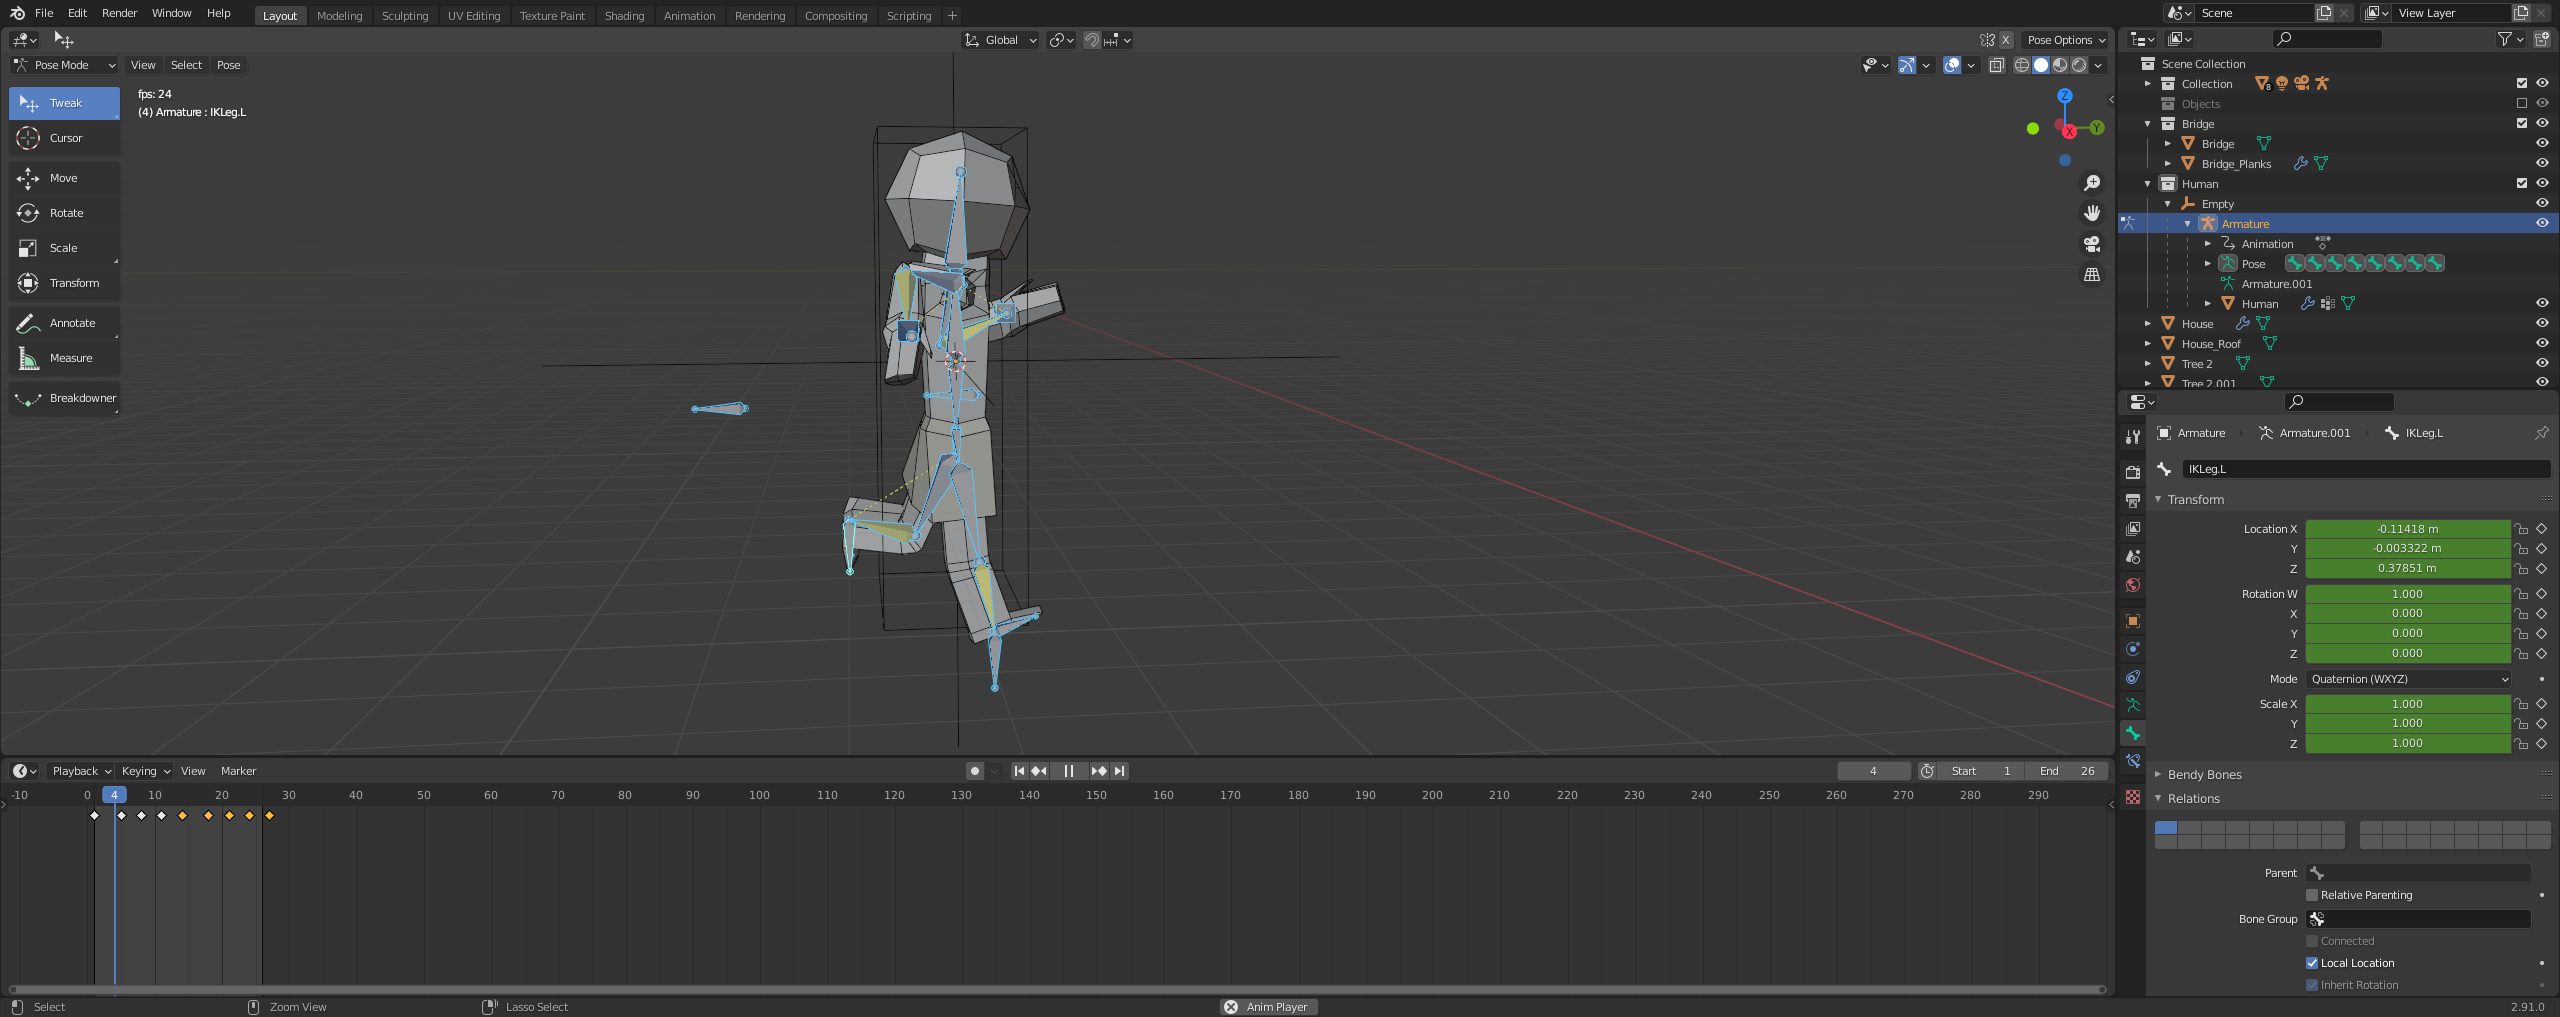 File Edit Render Window Help Layout Modeling Sculpting UV Editing Texture Paint Shading Animation Rendering Compositing Scripting + Scene View Layer
Global X Pose Options
Pose Mode View Select Pose
fps: 24
(4) Armature : IKLeg.L
Tweak
Cursor
Move
Rotate
Scale
Transform
Annotate
Measure
Breakdowner
Z
Y
X
Scene Collection
Collection 8
Objects
Bridge
Bridge
Bridge_Planks
Human
Empty
Armature
Animation
Pose
Armature.001
Human
House
House_Roof
Tree 2
Tree 2.001
Armature Armature.001 IKLeg.L
IKLeg.L
Transform
Location X -0.11418 m
Y -0.003322 m
Z 0.37851 m
Rotation W 1.000
X 0.000
Y 0.000
Z 0.000
Mode Quaternion (WXYZ)
Scale X 1.000
Y 1.000
Z 1.000
Bendy Bones
Relations
Parent
Relative Parenting
Bone Group
Connected
Local Location
Inherit Rotation
Playback Keying View Marker 4 Start 1 End 26
-10 0 4 10 20 30 40 50 60 70 80 90 100 110 120 130 140 150 160 170 180 190 200 210 220 230 240 250 260 270 280 290
Select Zoom View Lasso Select Anim Player 2.91.0